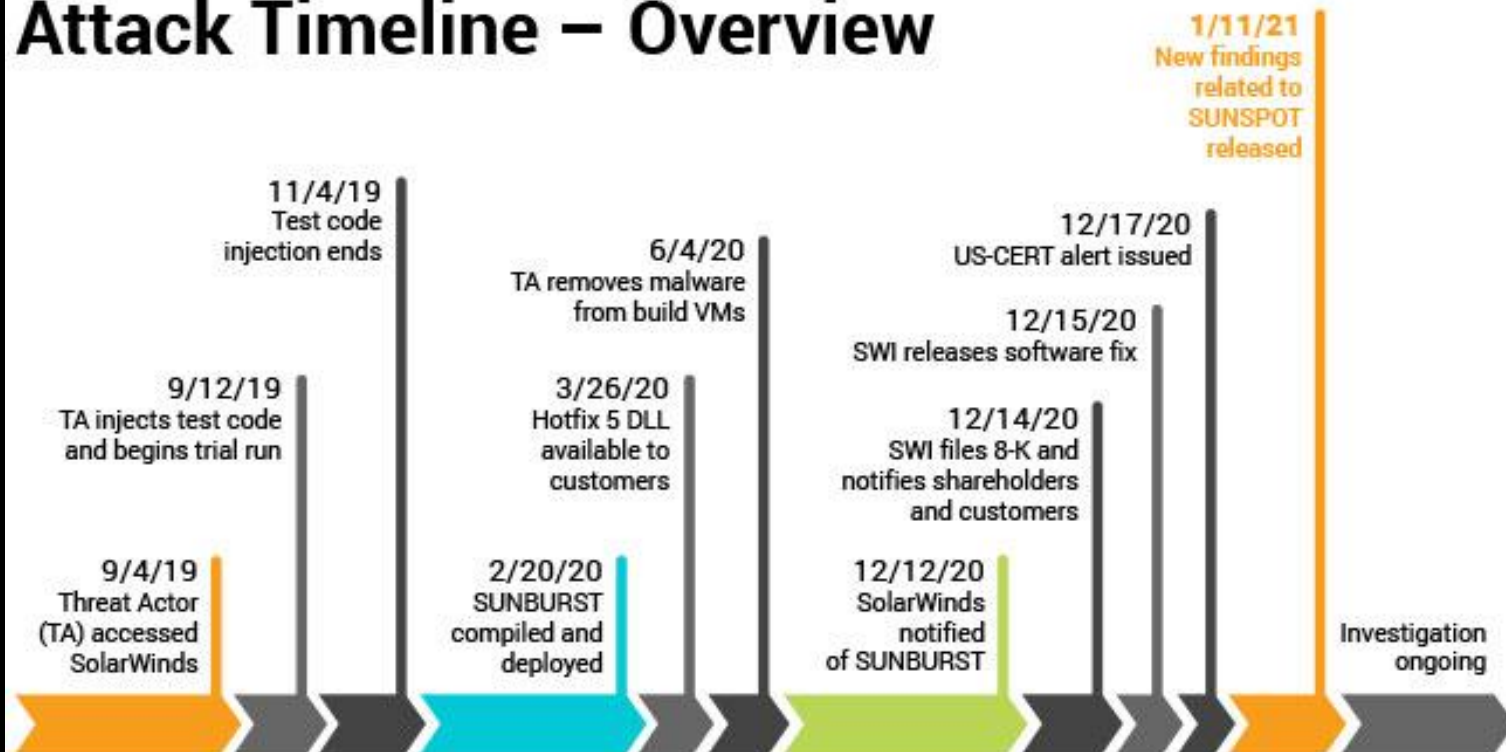 Attack Timeline – Overview
9/4/19
Threat Actor
(TA) accessed
SolarWinds
9/12/19
TA injects test code
and begins trial run
11/4/19
Test code
injection ends
2/20/20
SUNBURST
compiled and
deployed
3/26/20
Hotfix 5 DLL
available to
customers
6/4/20
TA removes malware
from build VMs
12/12/20
SolarWinds
notified
of SUNBURST
12/14/20
SWI files 8-K and
notifies shareholders
and customers
12/15/20
SWI releases software fix
12/17/20
US-CERT alert issued
1/11/21
New findings
related to
SUNSPOT
released
Investigation
ongoing